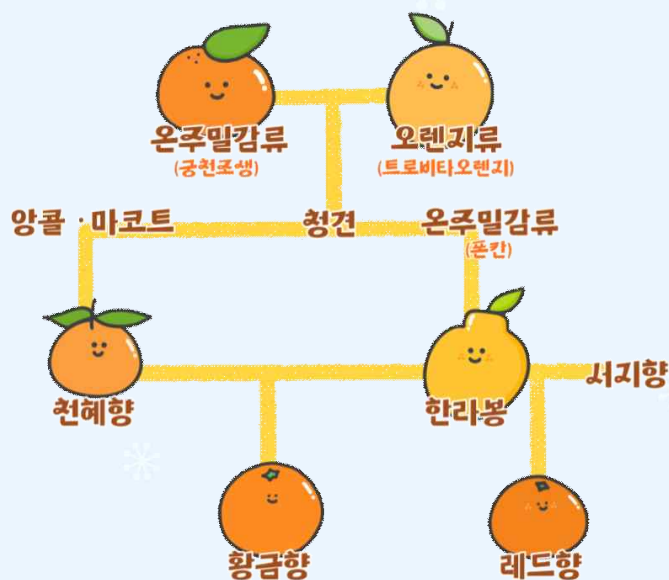 온주밀감류
(궁천조생)
오렌지류
(트로비타오렌지)
앙콜·마코트
청견
온주밀감류
(폰칸)
천혜향
한라봉
서지향
황금향
레드향